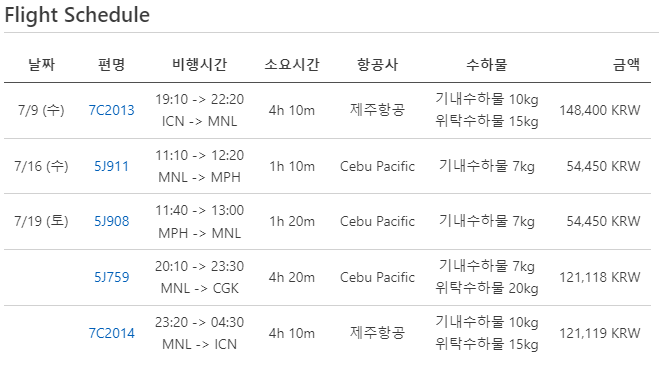 Flight Schedule
날짜 편명 비행시간 소요시간 항공사 수하물 금액
7/9 (수) 7C2013 19:10 -> 22:20 4h 10m 제주항공 기내수하물 10kg 148,400 KRW
ICN -> MNL 위탁수하물 15kg
7/16 (수) 5J911 11:10 -> 12:20 1h 10m Cebu Pacific 기내수하물 7kg 54,450 KRW
MNL -> MPH
7/19 (토) 5J908 11:40 -> 13:00 1h 20m Cebu Pacific 기내수하물 7kg 54,450 KRW
MPH -> MNL
5J759 20:10 -> 23:30 4h 20m Cebu Pacific 기내수하물 7kg 121,118 KRW
MNL -> CGK 위탁수하물 20kg
7C2014 23:20 -> 04:30 4h 10m 제주항공 기내수하물 10kg 121,119 KRW
MNL -> ICN 위탁수하물 15kg